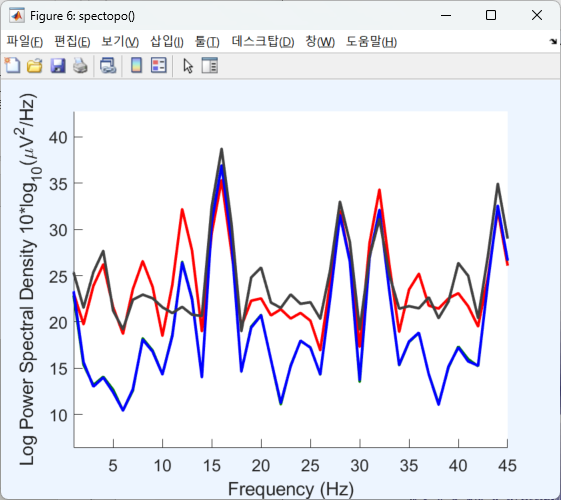 Figure 6: spectopo()
파일(F) 편집(E) 보기(V) 삽입(I) 툴(T) 데스크탑(D) 창(W) 도움말(H)
Log Power Spectral Density 10*log10(μV2/Hz)
40
35
30
25
20
15
10
5 10 15 20 25 30 35 40 45
Frequency (Hz)